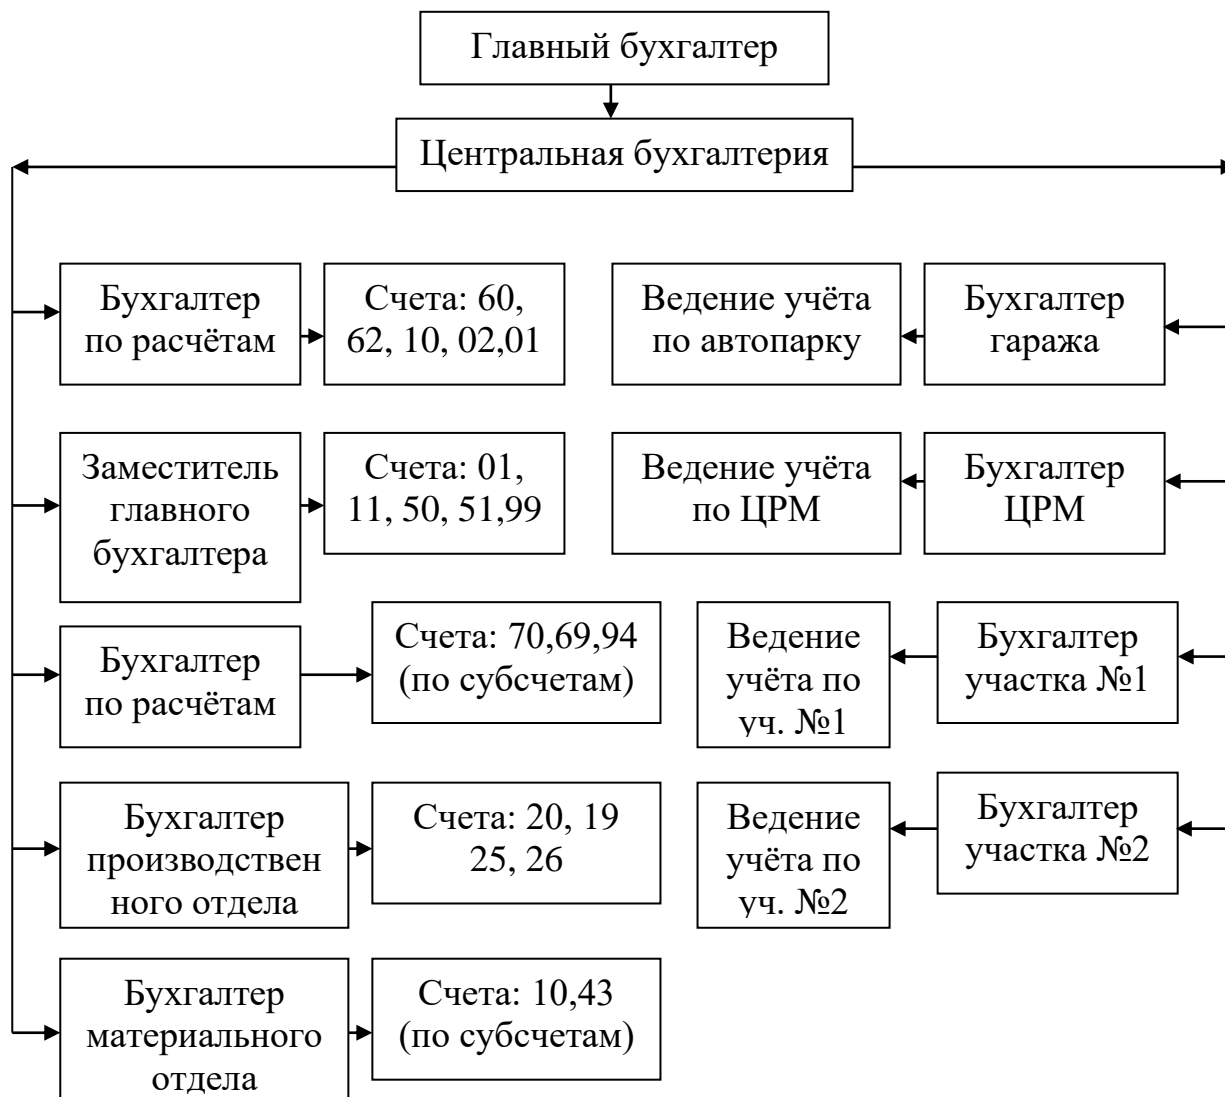 Главный бухгалтер
Центральная бухгалтерия
Бухгалтер
по расчётам
Счета: 60,
62, 10, 02,01
Ведение учёта
по автопарку
Бухгалтер
гаража
Заместитель
главного
бухгалтера
Счета: 01,
11, 50, 51,99
Ведение учёта
по ЦРМ
Бухгалтер
ЦРМ
Бухгалтер
по расчётам
Счета: 70,69,94
(по субсчетам)
Ведение
учёта по
уч. №1
Бухгалтер
участка №1
Бухгалтер
производствен
ного отдела
Счета: 20, 19
25, 26
Ведение
учёта по
уч. №2
Бухгалтер
участка №2
Бухгалтер
материального
отдела
Счета: 10,43
(по субсчетам)